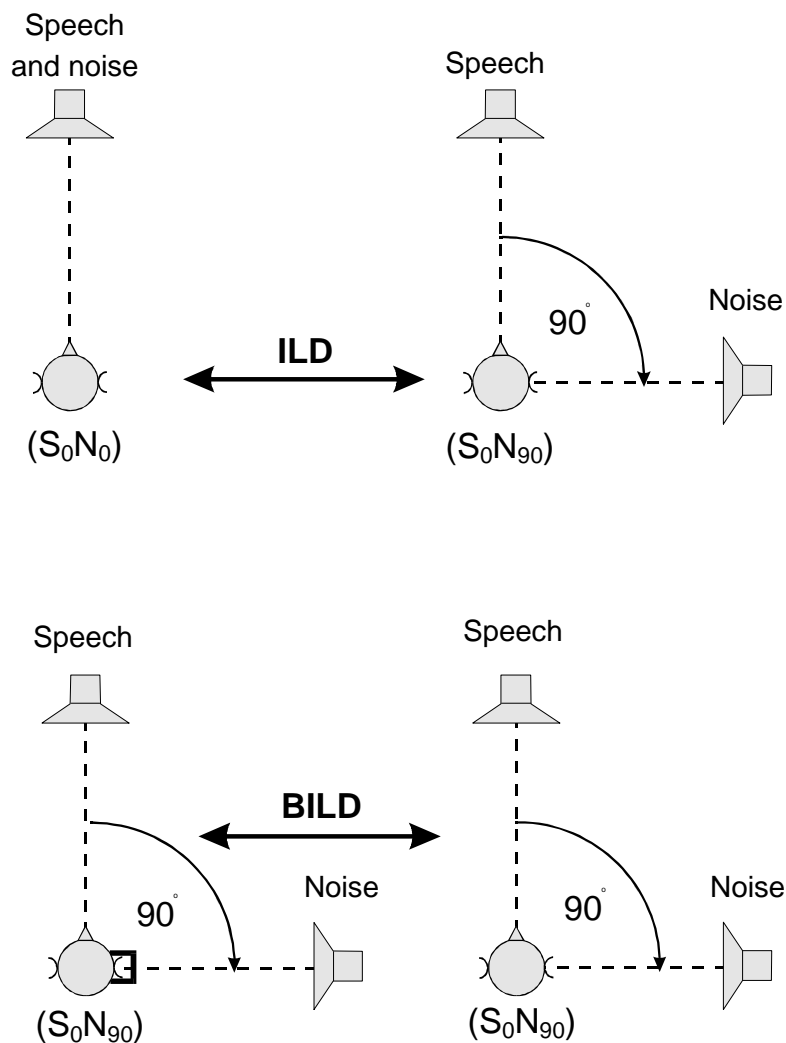 Speech
and noise
Speech
Noise
90°
ILD
(S₀N₀)
(S₀N₉₀)
Speech
Speech
BILD
Noise
Noise
90°
90°
(S₀N₉₀)
(S₀N₉₀)